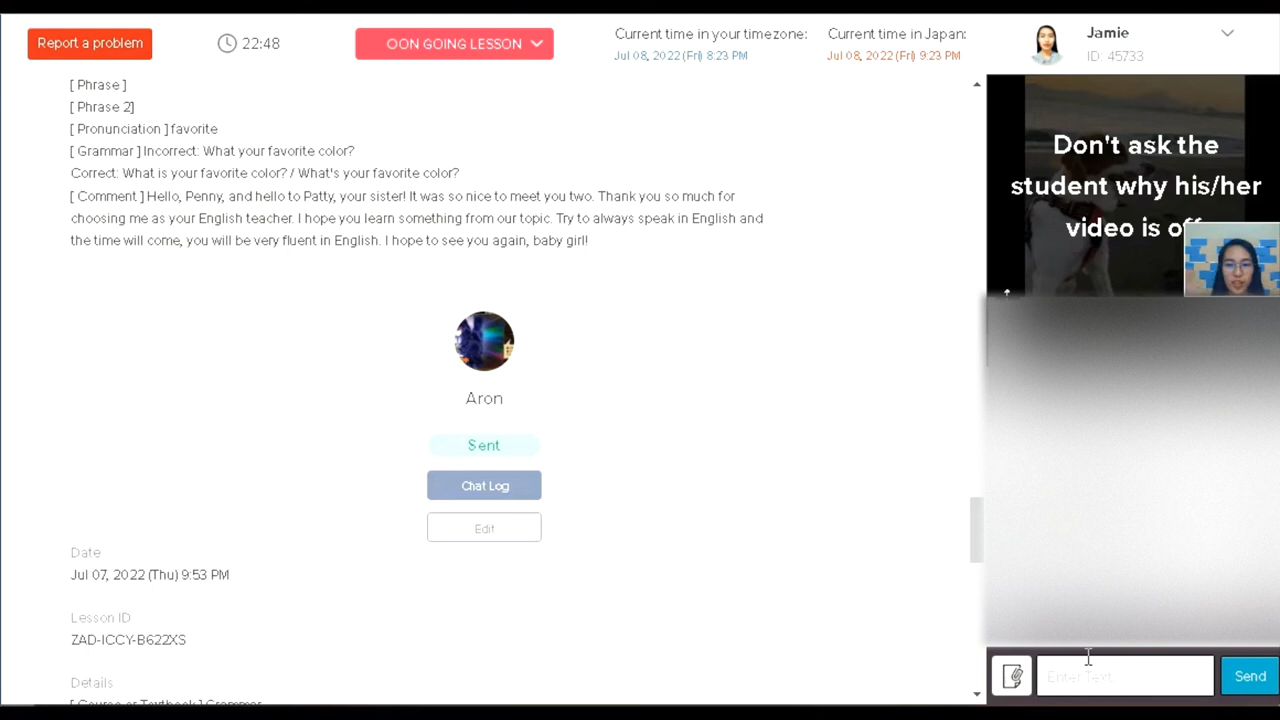 Report a problem
22:48
OON GOING LESSON
Current time in your timezone:
Jul 08, 2022 (Fri) 8:23 PM
Current time in Japan:
Jul 08, 2022 (Fri) 9:23 PM
Jamie
ID: 45733
[ Phrase ]
[ Phrase 2]
[ Pronunciation ] favorite
[ Grammar ] Incorrect: What your favorite color?
Correct: What is your favorite color? / What's your favorite color?
[ Comment ] Hello, Penny, and hello to Patty, your sister! It was so nice to meet you two. Thank you so much for
choosing me as your English teacher. I hope you learn something from our topic. Try to always speak in English and
the time will come, you will be very fluent in English. I hope to see you again, baby girl!
Aron
Sent
Chat Log
Edit
Date
Jul 07, 2022 (Thu) 9:53 PM
Lesson ID
ZAD-ICCY-B622XS
Details
[ Course or Textbook ] Grammar
Don't ask the
student why his/her
video is off
Enter Text
Send